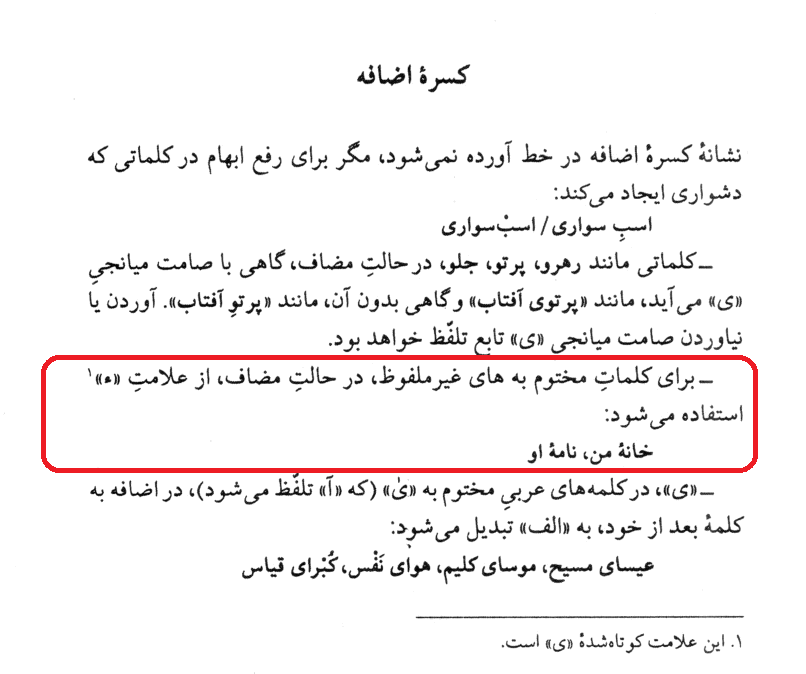 کسرهٔ اضافه
نشانهٔ کسرهٔ اضافه در خط آورده نمی‌شود، مگر برای رفع ابهام در کلماتی که
دشواری ایجاد می‌کند:
اسبِ سواری/ اسبْ‌سواری
ــ کلماتی مانند رهرو، پرتو، جلو، در حالتِ مضاف، گاهی با صامت میانجیِ
«ی» می‌آید، مانند «پرتوی آفتاب» و گاهی بدون آن، مانند «پرتوِ آفتاب». آوردن یا
نیاوردن صامت میانجی «ی» تابع تلفّظ خواهد بود.
ــ برای کلماتِ مختوم به های غیرملفوظ، در حالتِ مضاف، از علامتِ «ء»۱
استفاده می‌شود:
خانهٔ من، نامهٔ او
ــ «ی»، در کلمه‌های عربیِ مختوم به «یٰ» (که «آ» تلفّظ می‌شود)، در اضافه به
کلمهٔ بعد از خود، به «الف» تبدیل می‌شود:
عیسای مسیح، موسای کلیم، هوای نَفْس، کُبْرای قیاس
۱. این علامت کوتاه‌شدهٔ «ی» است.